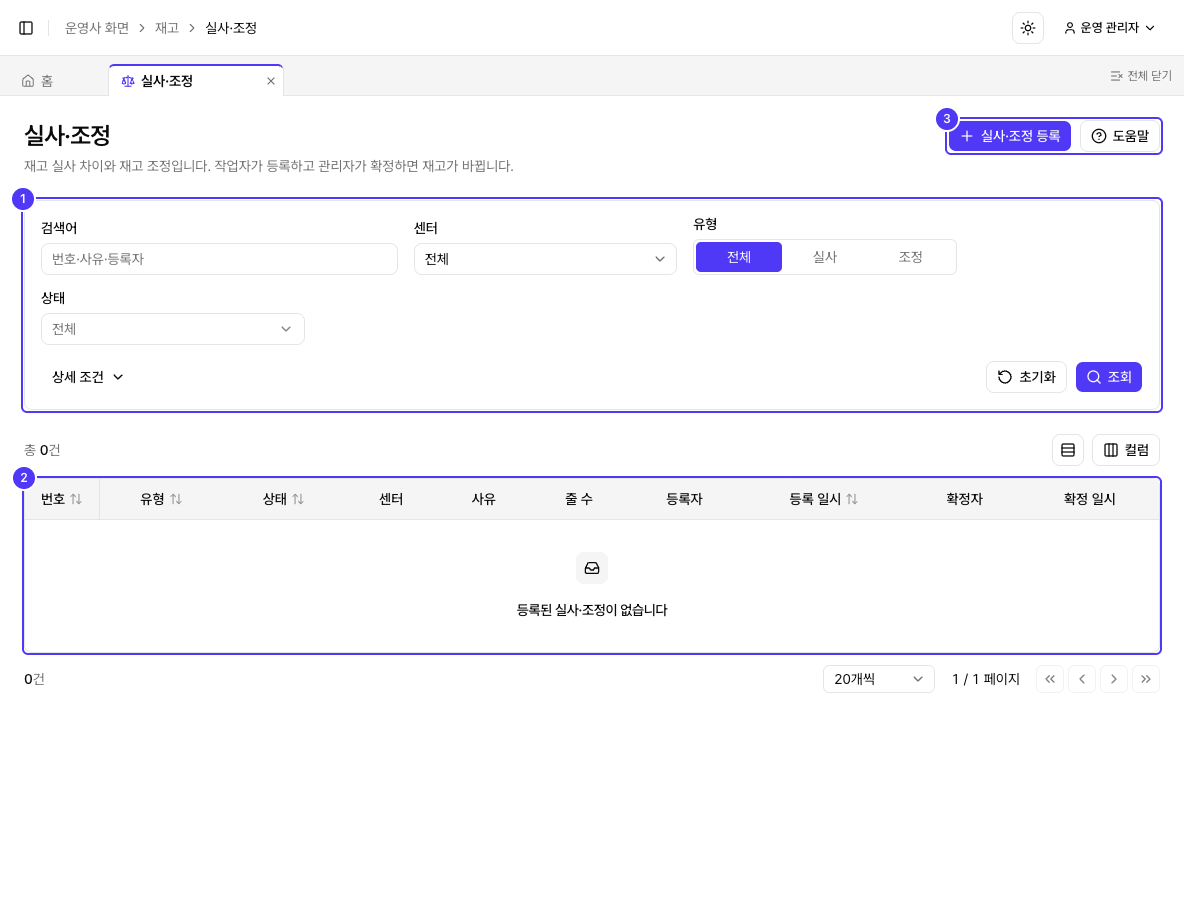 운영사 화면 > 재고 > 실사·조정
운영 관리자
홈
실사·조정
전체 닫기
실사·조정
재고 실사 차이와 재고 조정입니다. 작업자가 등록하고 관리자가 확정하면 재고가 바뀝니다.
3
실사·조정 등록
도움말
1
검색어
센터
유형
번호·사유·등록자
전체
전체
실사
조정
상태
전체
상세 조건
초기화
조회
총 0건
컬럼
2
번호
유형
상태
센터
사유
줄 수
등록자
등록 일시
확정자
확정 일시
등록된 실사·조정이 없습니다
0건
20개씩
1 / 1 페이지